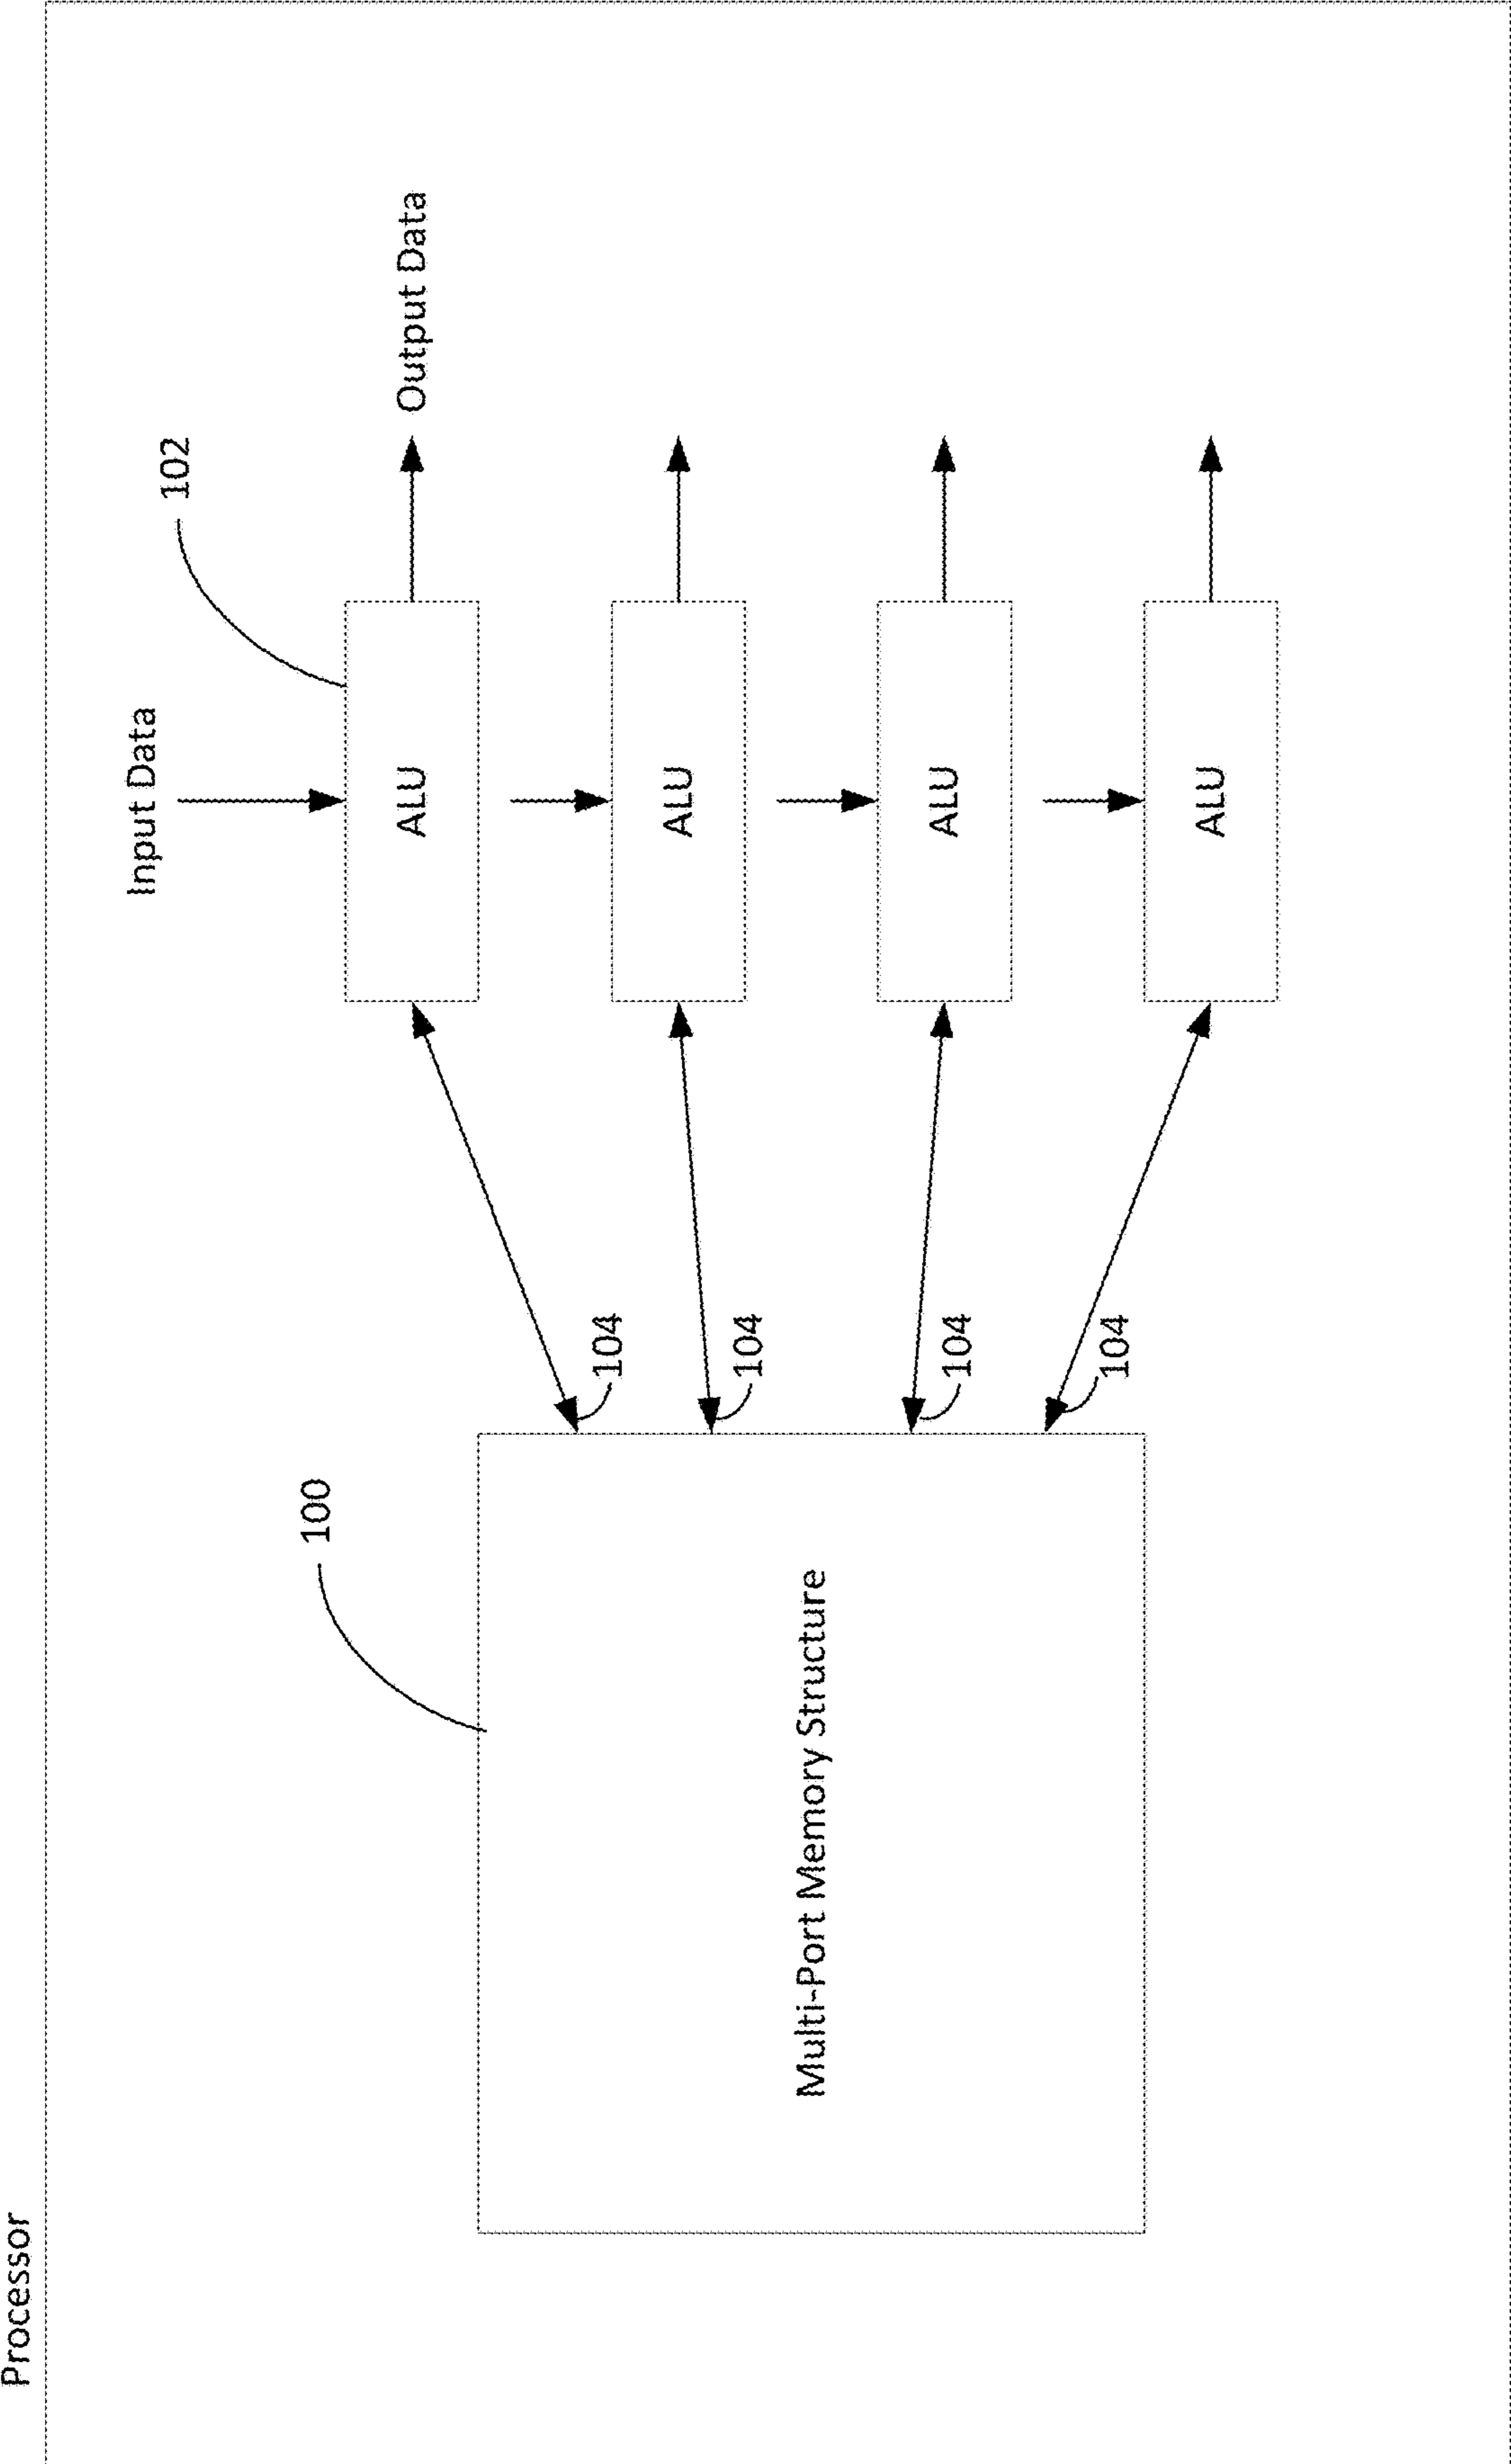 Processor
Input Data
102
Output Data
ALU
ALU
ALU
ALU
100
104
104
104
104
Multi-Port Memory Structure